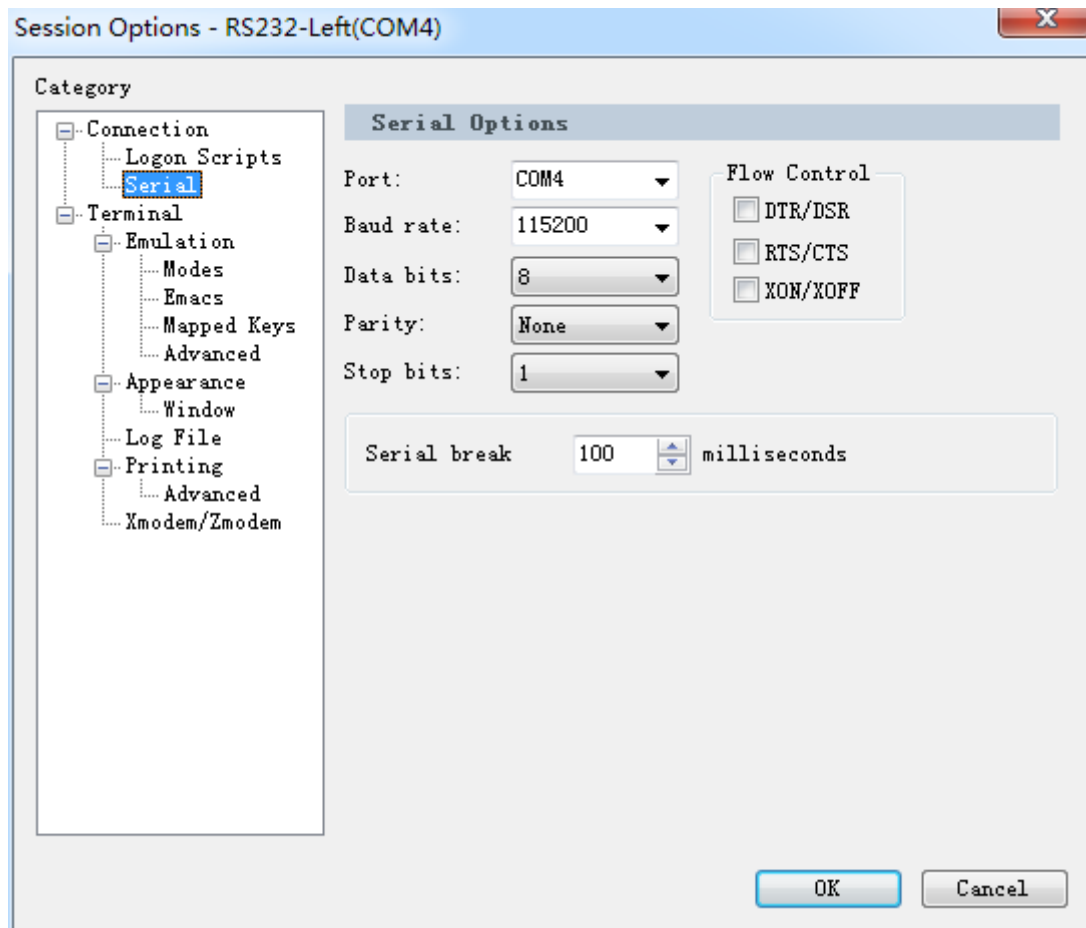 Session Options - RS232-Left(COM4)
Category
Connection
Logon Scripts
Serial
Terminal
Emulation
Modes
Emacs
Mapped Keys
Advanced
Appearance
Window
Log File
Printing
Advanced
Xmodem/Zmodem
Serial Options
Port: COM4
Baud rate: 115200
Data bits: 8
Parity: None
Stop bits: 1
Flow Control
DTR/DSR
RTS/CTS
XON/XOFF
Serial break 100 milliseconds
OK Cancel